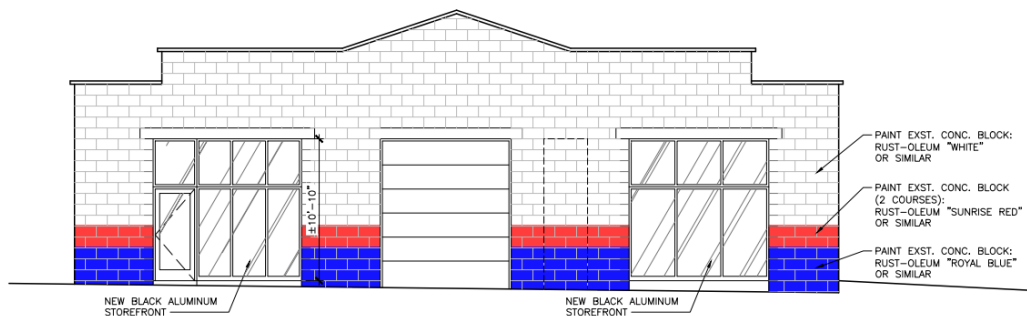 PAINT EXST. CONC. BLOCK:
RUST-OLEUM "WHITE"
OR SIMILAR
PAINT EXST. CONC. BLOCK
(2 COURSES):
RUST-OLEUM "SUNRISE RED"
OR SIMILAR
±10'-10"
PAINT EXST. CONC. BLOCK:
RUST-OLEUM "ROYAL BLUE"
OR SIMILAR
NEW BLACK ALUMINUM
STOREFRONT
NEW BLACK ALUMINUM
STOREFRONT